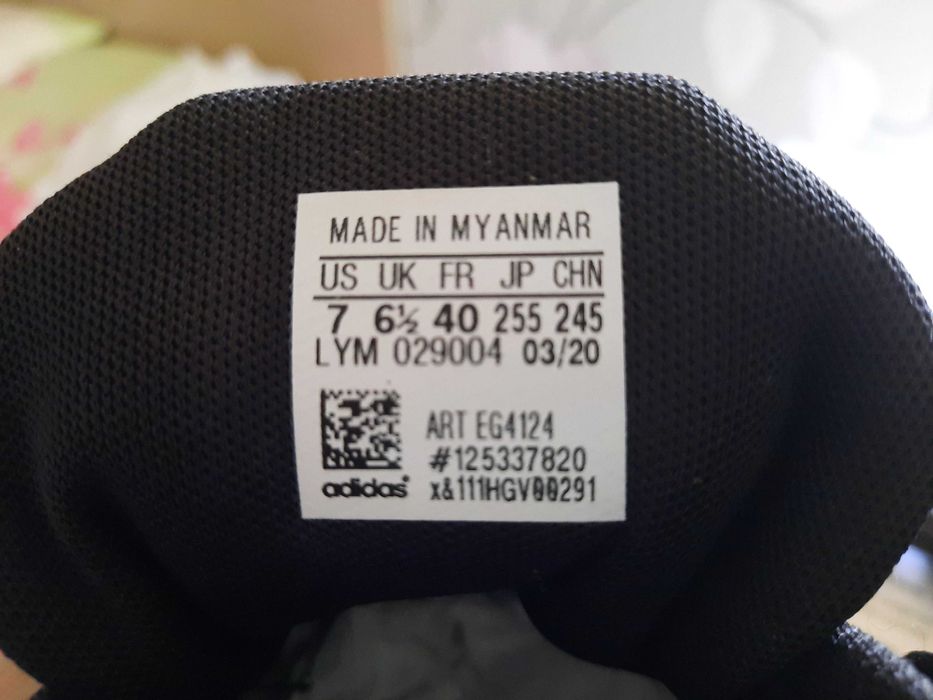 MADE IN MYANMAR
US UK FR JP CHN
7 6½ 40 255 245
LYM 029004 03/20
ART EG4124
#125337820
adidas x&111HGV00291